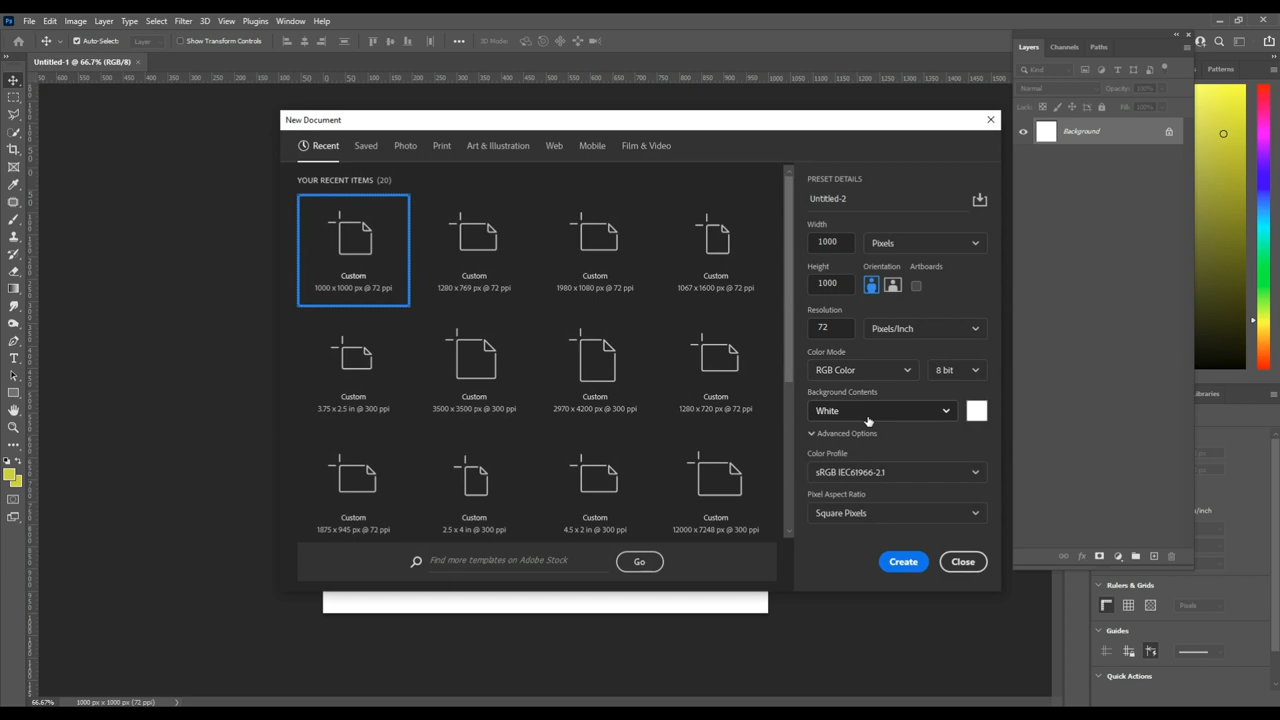 Ps File Edit Image Layer Type Select Filter 3D View Plugins Window Help
Auto-Select: Layer Show Transform Controls 3D Mode:
Untitled-1 @ 66.7% (RGB/8)
New Document
Recent Saved Photo Print Art & Illustration Web Mobile Film & Video
YOUR RECENT ITEMS (20)
Custom Custom Custom Custom
1000 x 1000 px @ 72 ppi 1280 x 769 px @ 72 ppi 1980 x 1080 px @ 72 ppi 1067 x 1600 px @ 72 ppi
Custom Custom Custom Custom
3.75 x 2.5 in @ 300 ppi 3500 x 3500 px @ 300 ppi 2970 x 4200 px @ 300 ppi 1280 x 720 px @ 72 ppi
Custom Custom Custom Custom
1875 x 945 px @ 72 ppi 2.5 x 4 in @ 300 ppi 4.5 x 2 in @ 300 ppi 12000 x 7248 px @ 300 ppi
Find more templates on Adobe Stock Go
PRESET DETAILS
Untitled-2
Width
1000 Pixels
Height Orientation Artboards
1000
Resolution
72 Pixels/Inch
Color Mode
RGB Color 8 bit
Background Contents
White
Advanced Options
Color Profile
sRGB IEC61966-2.1
Pixel Aspect Ratio
Square Pixels
Create Close
Layers Channels Paths
Kind
Normal Opacity: 100%
Lock: Fill: 100%
Background
Patterns
Libraries
Rulers & Grids
Pixels
Guides
Quick Actions
66.67% 1000 px x 1000 px (72 ppi)